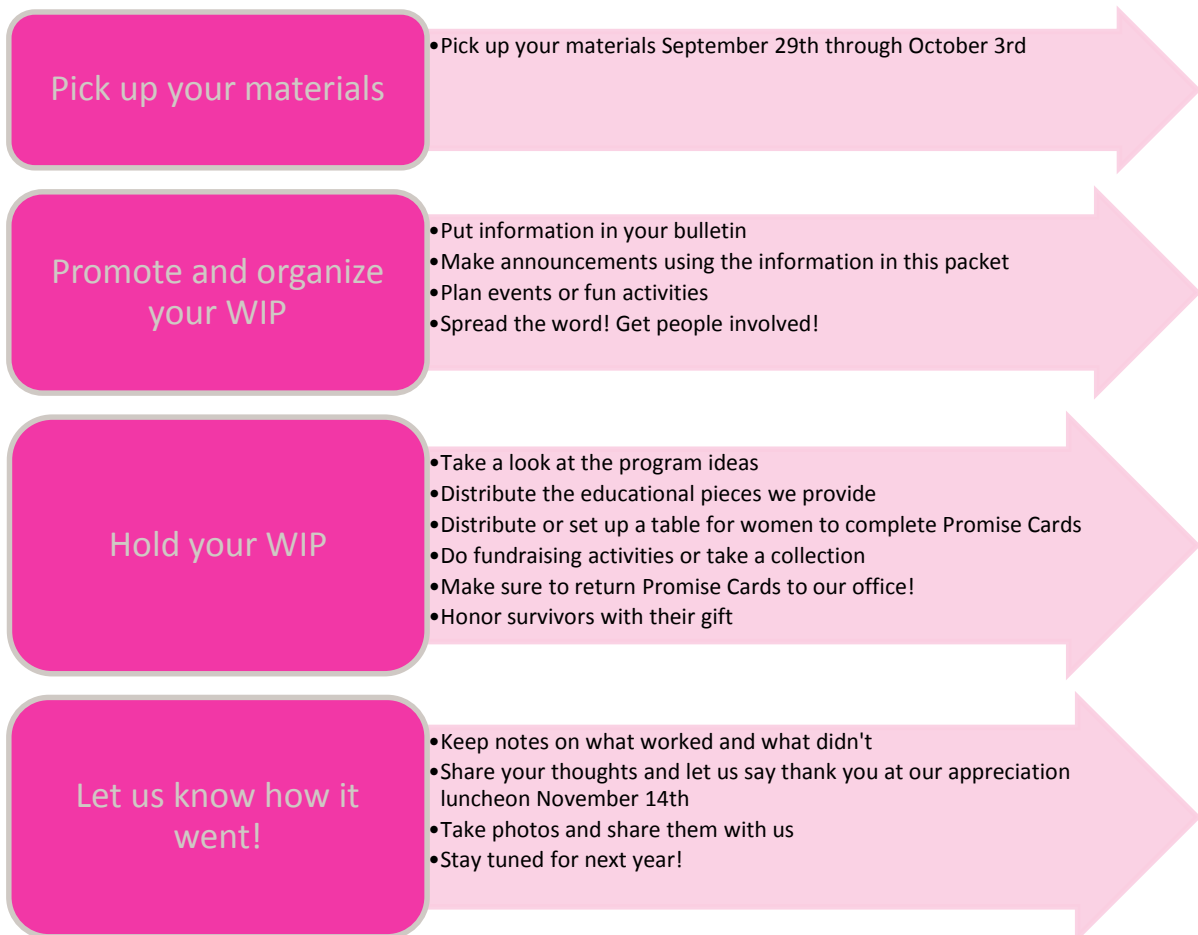 Pick up your materials
•Pick up your materials September 29th through October 3rd
Promote and organize
your WIP
•Put information in your bulletin
•Make announcements using the information in this packet
•Plan events or fun activities
•Spread the word! Get people involved!
Hold your WIP
•Take a look at the program ideas
•Distribute the educational pieces we provide
•Distribute or set up a table for women to complete Promise Cards
•Do fundraising activities or take a collection
•Make sure to return Promise Cards to our office!
•Honor survivors with their gift
Let us know how it
went!
•Keep notes on what worked and what didn't
•Share your thoughts and let us say thank you at our appreciation
luncheon November 14th
•Take photos and share them with us
•Stay tuned for next year!